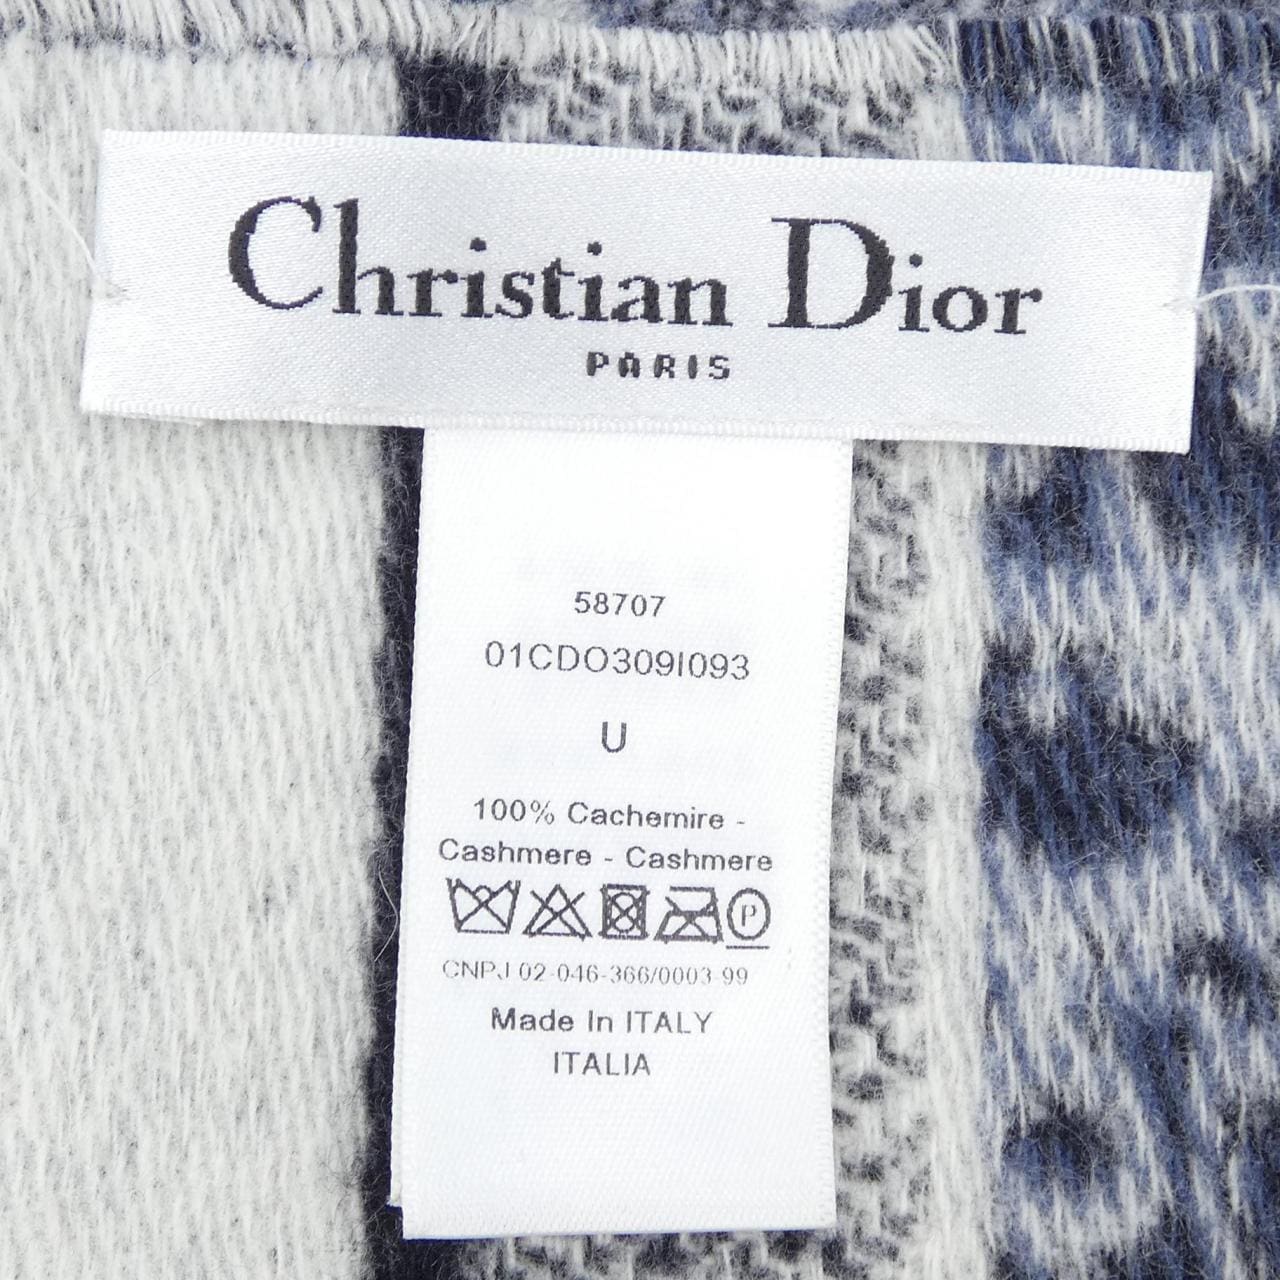 Christian Dior
PARIS
58707
01CDO309I093
U
100% Cachemire -
Cashmere - Cashmere
P
CNPJ 02-046-366/0003-99
Made In ITALY
ITALIA